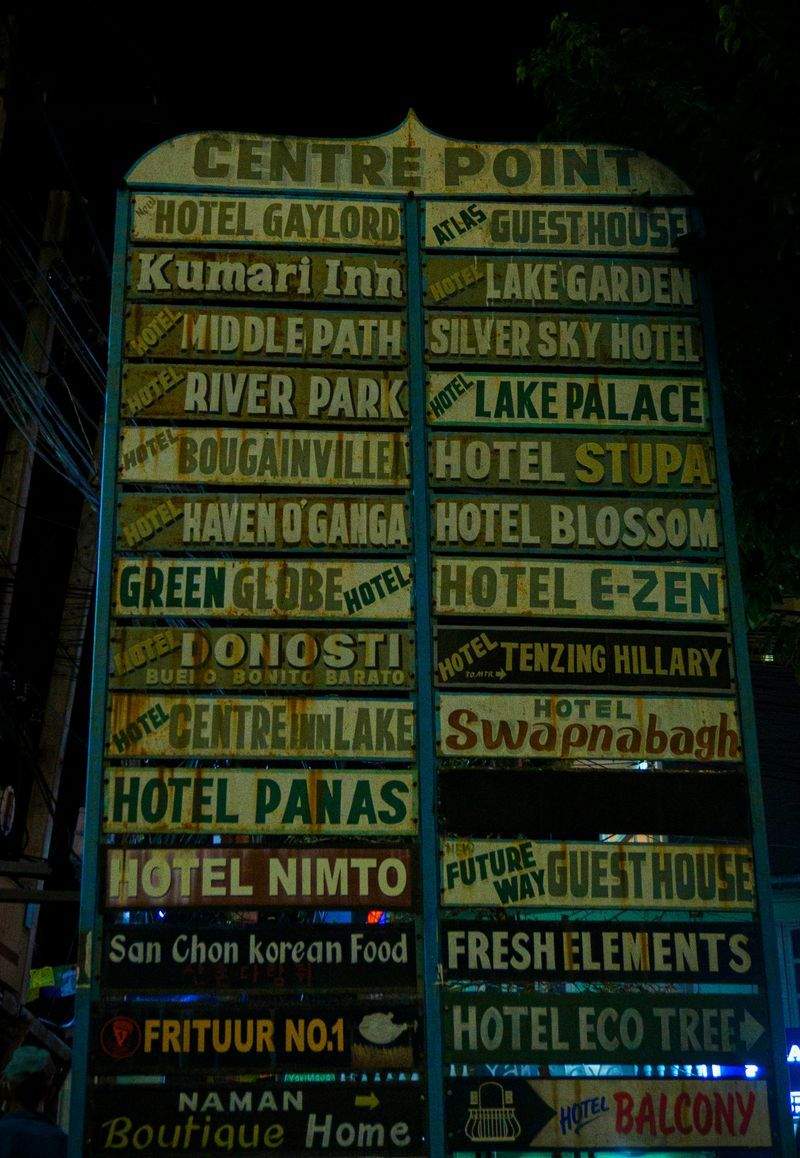 CENTRE POINT
New HOTEL GAYLORD
Kumari Inn
HOTEL MIDDLE PATH
HOTEL RIVER PARK
HOTEL BOUGAINVILLEA
HOTEL HAVEN O'GANGA
GREEN GLOBE HOTEL
HOTEL DONOSTI
BUENO BONITO BARATO
HOTEL CENTRE INN LAKE
HOTEL PANAS
HOTEL NIMTO
San Chon korean Food
FRITUUR NO.1
NAMAN
Boutique Home
ATLAS GUEST HOUSE
HOTEL LAKE GARDEN
SILVER SKY HOTEL
HOTEL LAKE PALACE
HOTEL STUPA
HOTEL BLOSSOM
HOTEL E-ZEN
HOTEL TENZING HILLARY
HOTEL
Swapnabagh
NEW FUTURE WAY GUEST HOUSE
FRESH ELEMENTS
HOTEL ECO TREE
HOTEL BALCONY